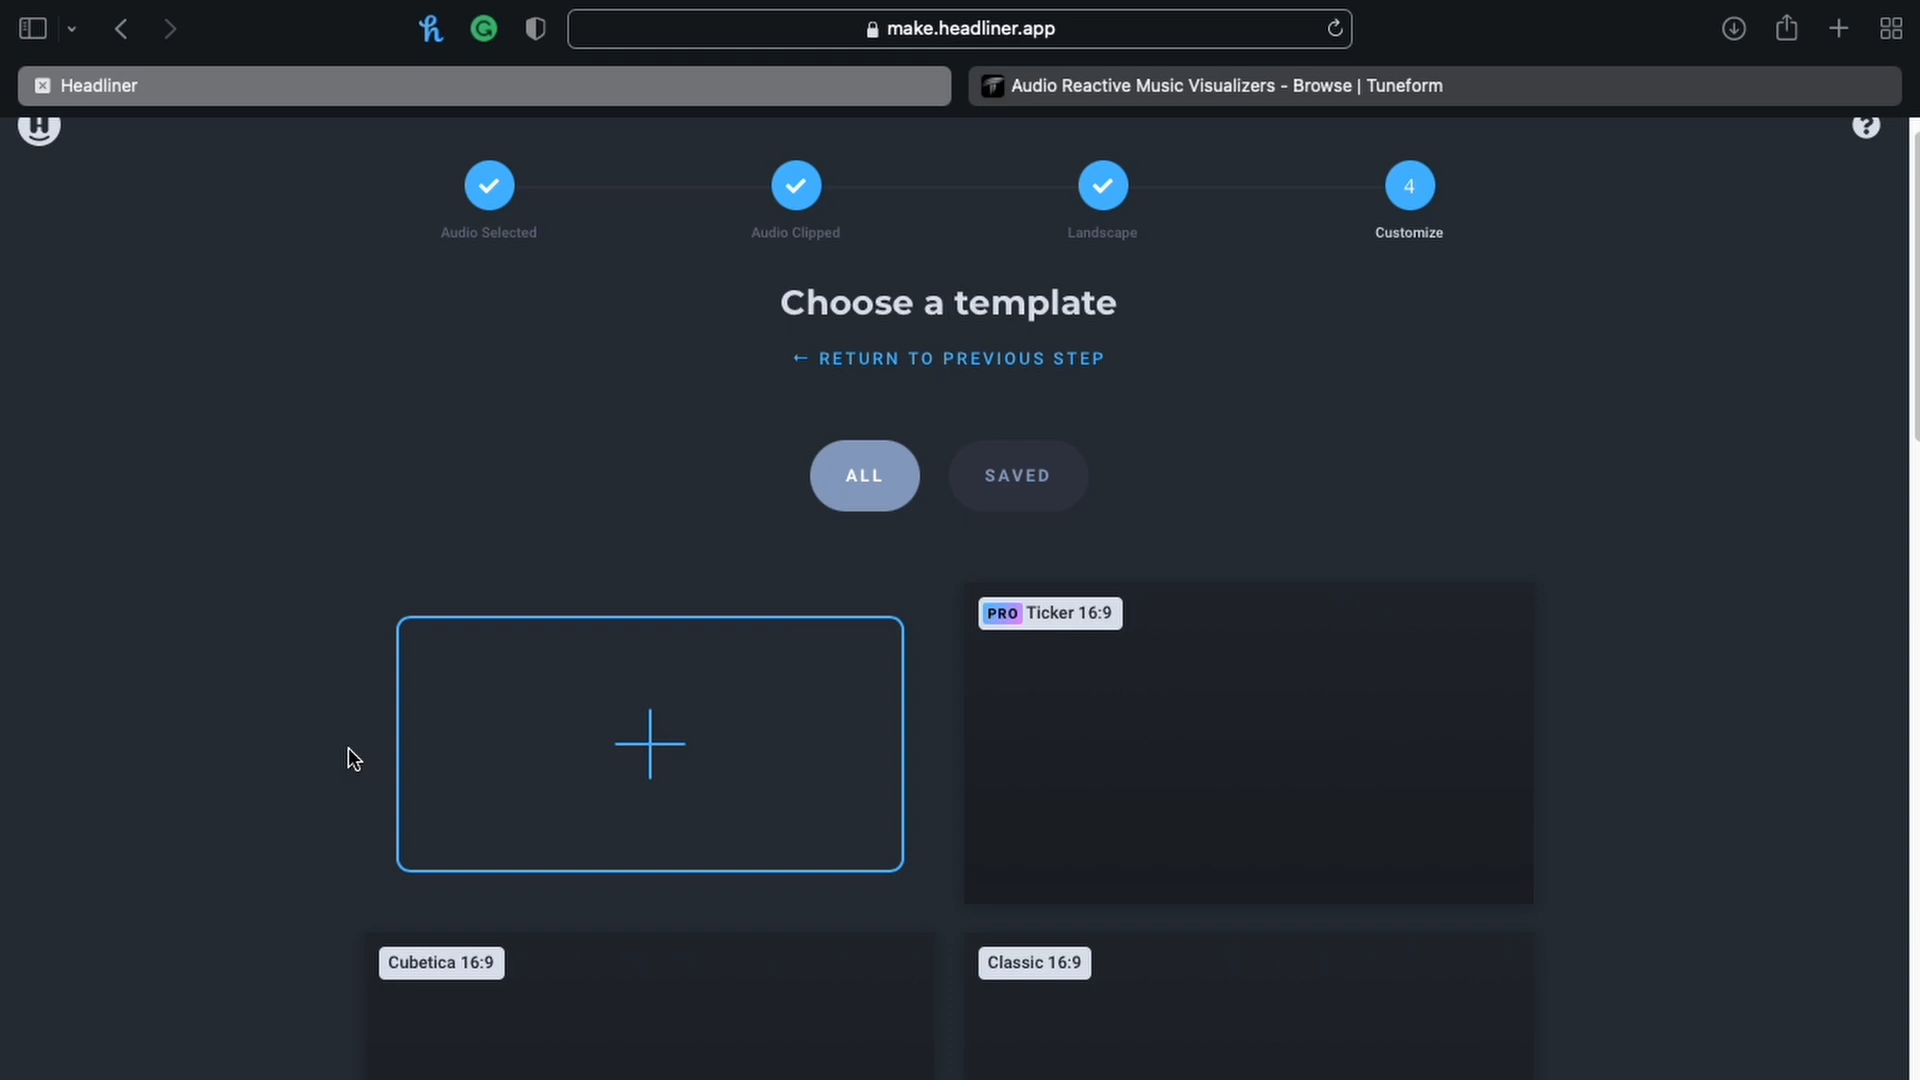 make.headliner.app
Headliner
Audio Reactive Music Visualizers - Browse | Tuneform
4
Audio Selected
Audio Clipped
Landscape
Customize
Choose a template
← RETURN TO PREVIOUS STEP
ALL
SAVED
PRO Ticker 16:9
Cubetica 16:9
Classic 16:9